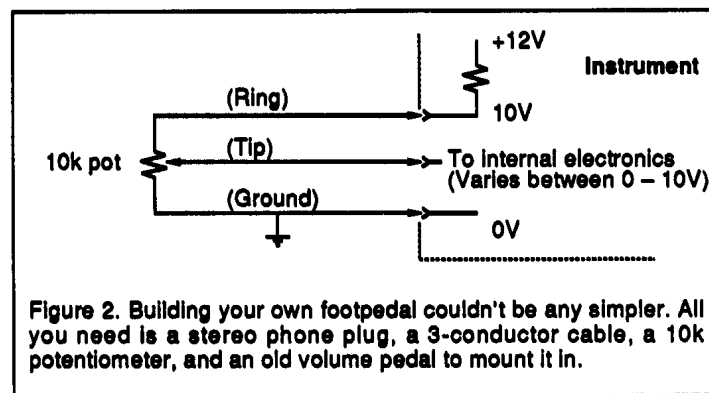 +12V
Instrument
(Ring)
10V
10k pot
(Tip)
To internal electronics
(Varies between 0 – 10V)
(Ground)
0V
Figure 2. Building your own footpedal couldn't be any simpler. All
you need is a stereo phone plug, a 3-conductor cable, a 10k
potentiometer, and an old volume pedal to mount it in.